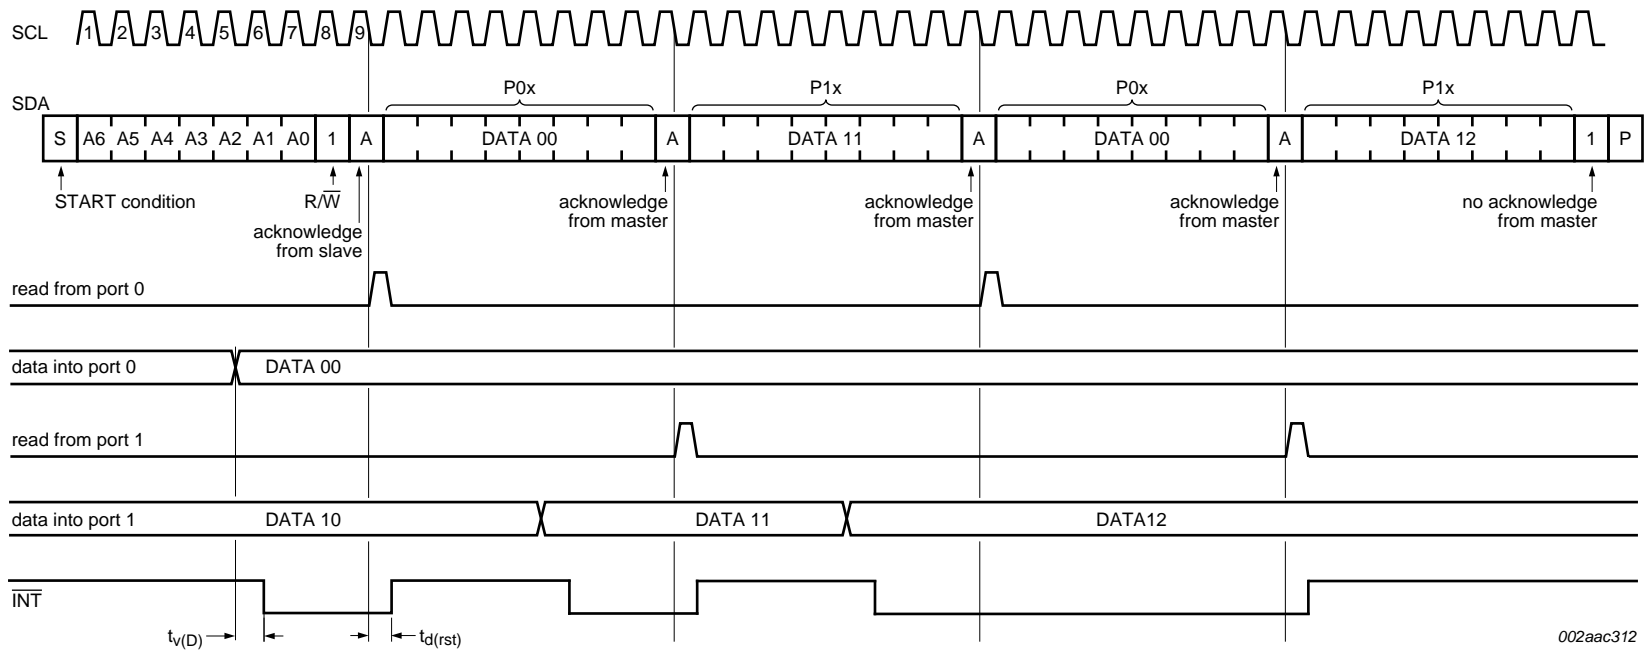 SCL 1 2 3 4 5 6 7 8 9
P0x P1x P0x P1x
SDA
S A6 A5 A4 A3 A2 A1 A0 1 A DATA 00 A DATA 11 A DATA 00 A DATA 12 1 P
START condition
R/W̅
acknowledge
from slave
acknowledge
from master
acknowledge
from master
acknowledge
from master
no acknowledge
from master
read from port 0
data into port 0 DATA 00
read from port 1
data into port 1 DATA 10 DATA 11 DATA12
I̅N̅T̅
tv(D) td(rst)
002aac312